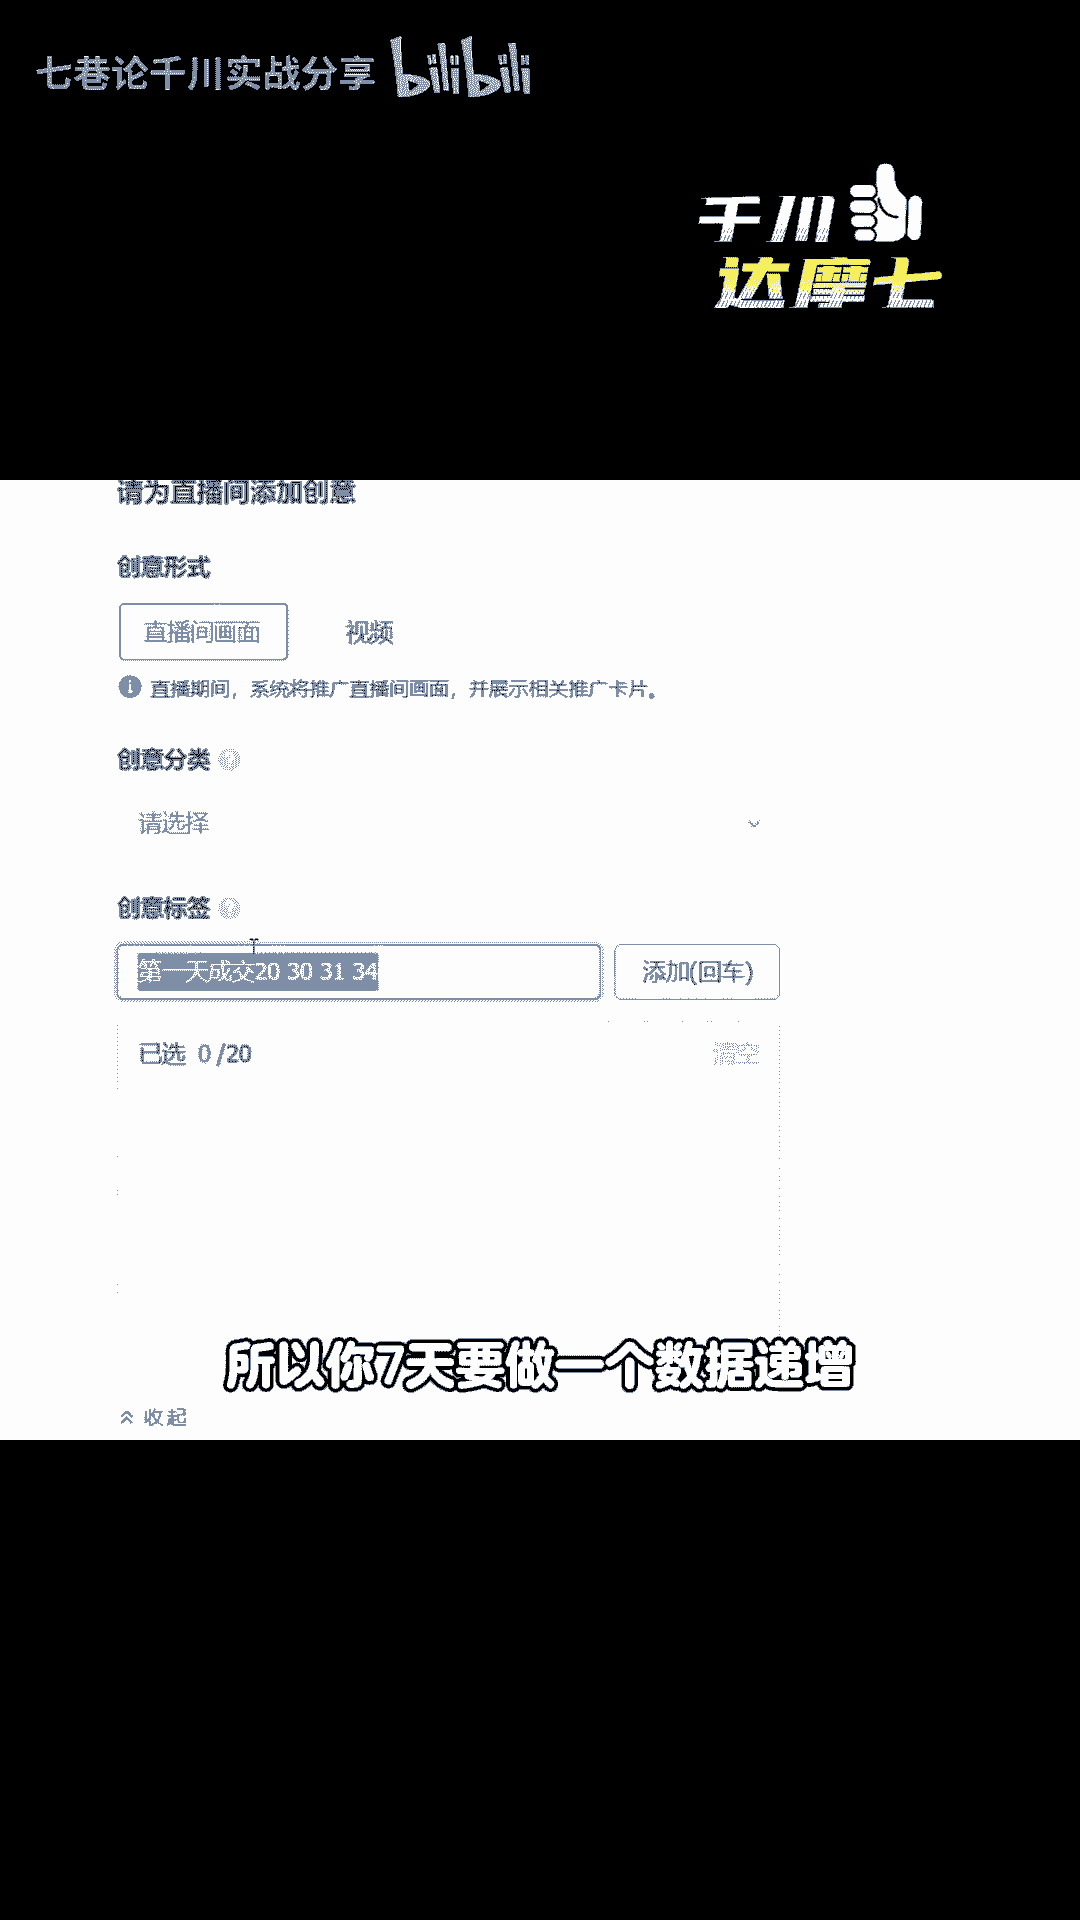 七巷论千川实战分享 bilibili
千川
达摩七
请为直播间添加创意
创意形式
直播间画面 视频
直播期间，系统将推广直播间画面，并展示相关推广卡片。
创意分类
请选择
创意标签
第一天成交20 30 31 34 添加(回车)
已选 0 /20 清空
所以你7天要做一个数据递增
收起